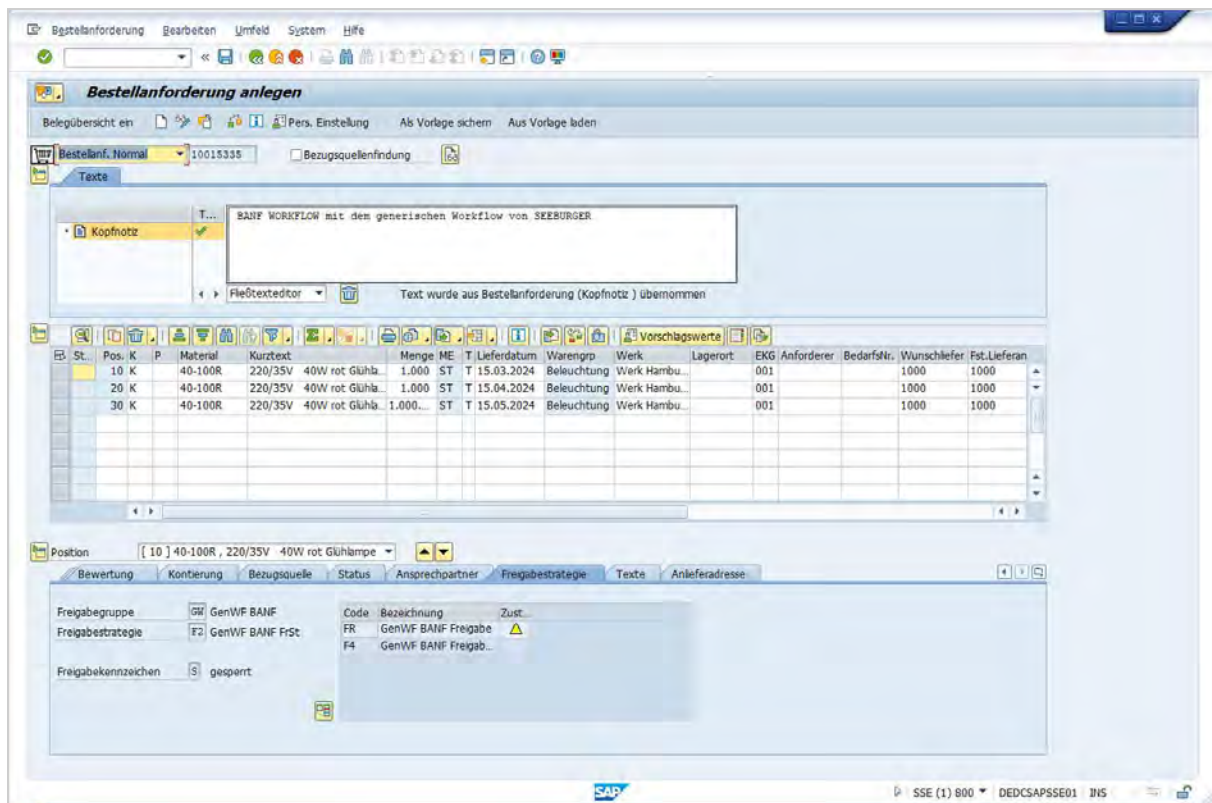 Bestellanforderung Bearbeiten Umfeld System Hilfe
Bestellanforderung anlegen
Belegübersicht ein Pers. Einstellung Als Vorlage sichern Aus Vorlage laden
Bestellanf. Normal 10015335 Bezugsquellenfindung
Texte
T... BANF WORKFLOW mit dem generischen Workflow von SEEBURGER
Kopfnotiz
Fließtexteditor Text wurde aus Bestellanforderung (Kopfnotiz ) übernommen
Vorschlagswerte
St... Pos. K P Material Kurztext Menge ME T Lieferdatum Warengrp Werk Lagerort EKG Anforderer BedarfsNr. Wunschliefer Fst.Lieferan
10 K 40-100R 220/35V 40W rot Glühla... 1.000 ST T 15.03.2024 Beleuchtung Werk Hambu... 001 1000 1000
20 K 40-100R 220/35V 40W rot Glühla... 1.000 ST T 15.04.2024 Beleuchtung Werk Hambu... 001 1000 1000
30 K 40-100R 220/35V 40W rot Glühla... 1.000.... ST T 15.05.2024 Beleuchtung Werk Hambu... 001 1000 1000
Position [ 10 ] 40-100R , 220/35V 40W rot Glühlampe
Bewertung Kontierung Bezugsquelle Status Ansprechpartner Freigabestrategie Texte Anlieferadresse
Freigabegruppe GW GenWF BANF Code Bezeichnung Zust...
Freigabestrategie F2 GenWF BANF FrSt FR GenWF BANF Freigabe
F4 GenWF BANF Freigab...
Freigabekennzeichen S gesperrt
SAP SSE (1) 800 DEDCSAPSSE01 INS